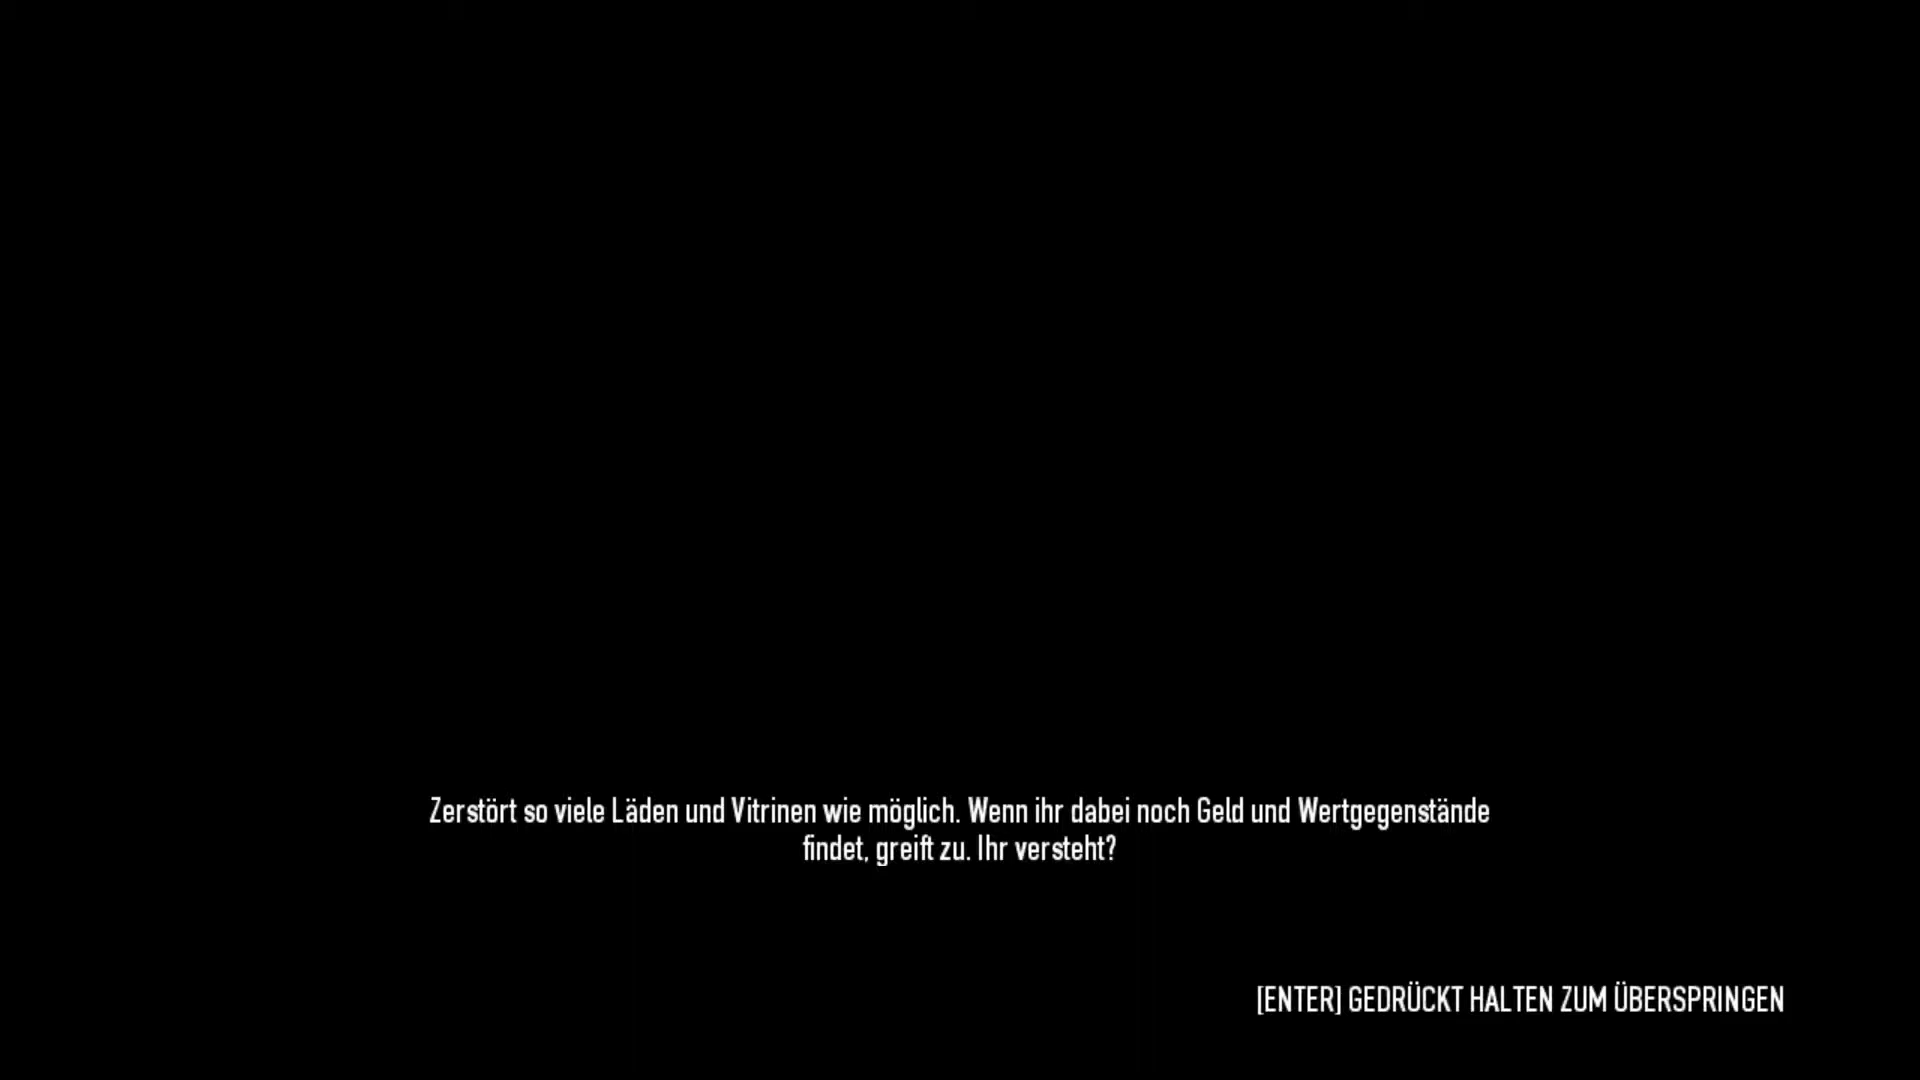 Zerstört so viele Läden und Vitrinen wie möglich. Wenn ihr dabei noch Geld und Wertgegenstände
findet, greift zu. Ihr versteht?
[ENTER] GEDRÜCKT HALTEN ZUM ÜBERSPRINGEN